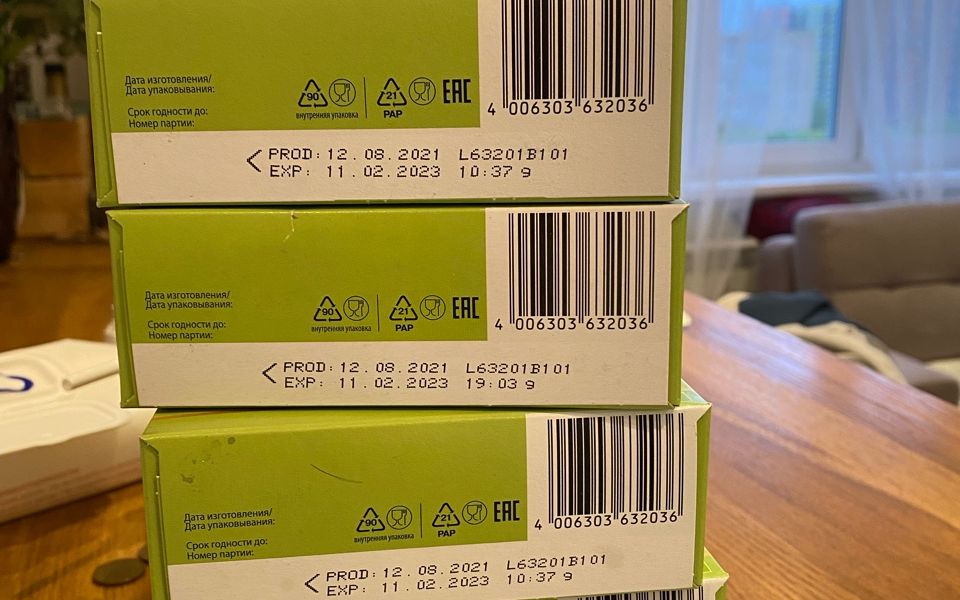 Дата изготовления/
Дата упаковывания:
Срок годности до:
Номер партии:
90
внутренняя упаковка
21
PAP
EAC
4 006303 632036
< PROD: 12.08.2021 L63201B101
EXP: 11.02.2023 10:37 9
Дата изготовления/
Дата упаковывания:
Срок годности до:
Номер партии:
90
внутренняя упаковка
21
PAP
EAC
4 006303 632036
< PROD: 12.08.2021 L63201B101
EXP: 11.02.2023 19:03 9
Дата изготовления/
Дата упаковывания:
Срок годности до:
Номер партии:
90
внутренняя упаковка
21
PAP
EAC
4 006303 632036
< PROD: 12.08.2021 L63201B101
EXP: 11.02.2023 10:37 9